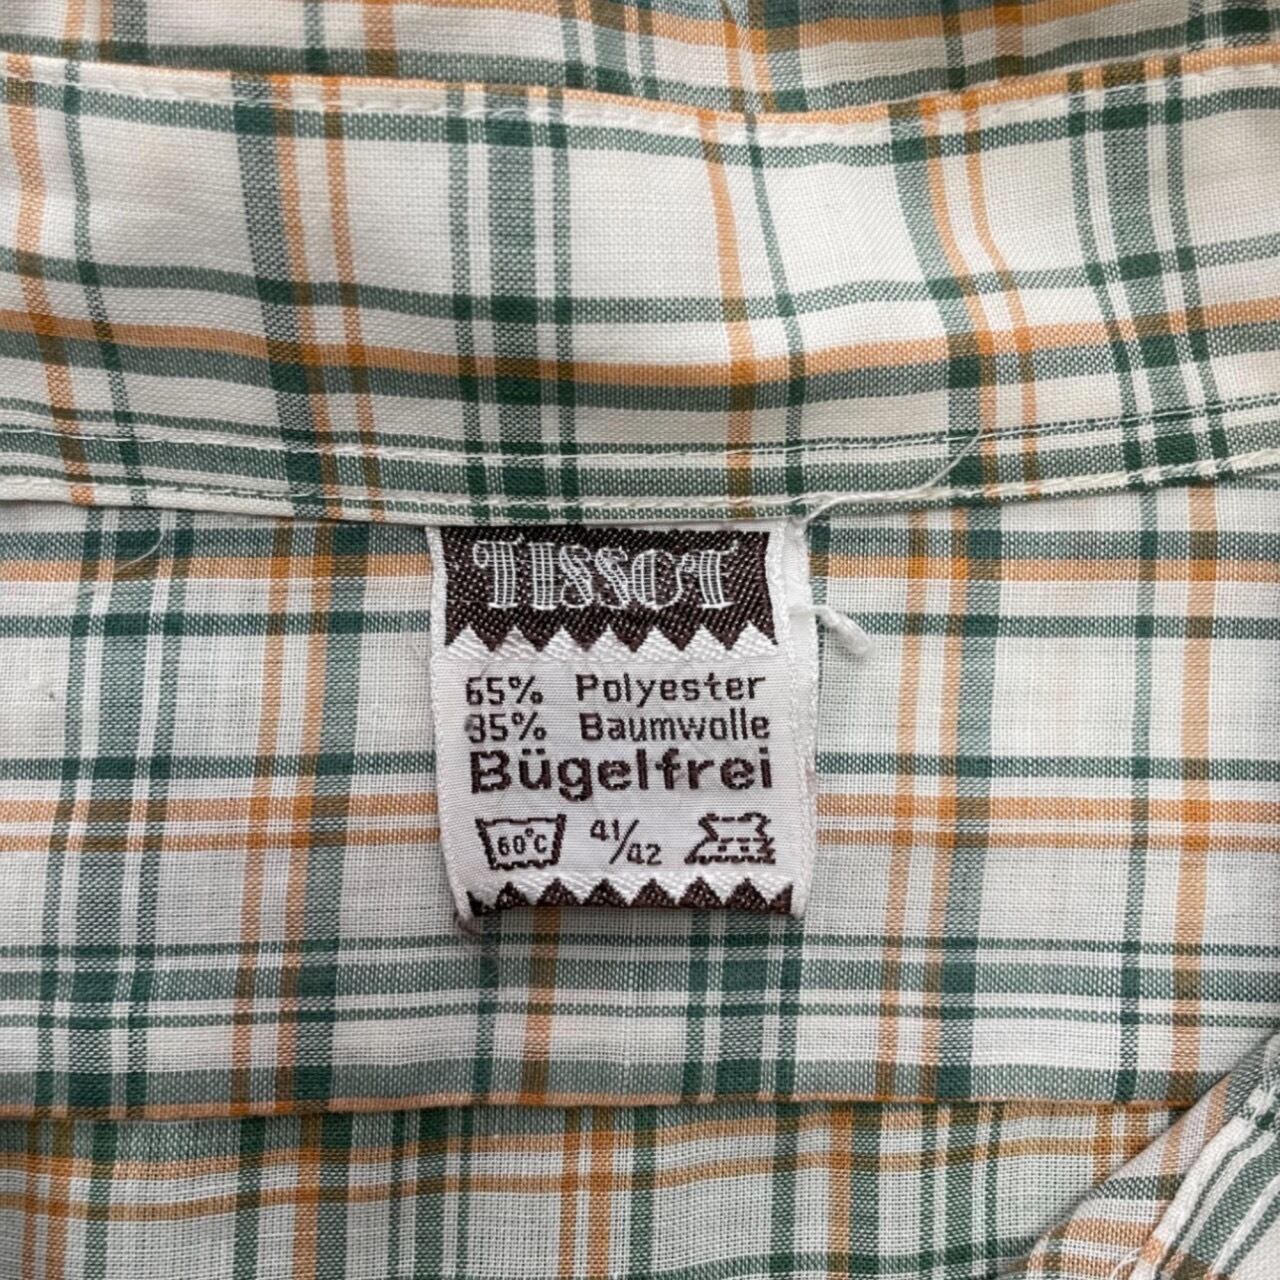 TISSOT
65% Polyester
35% Baumwolle
Bügelfrei
60°C 41/42